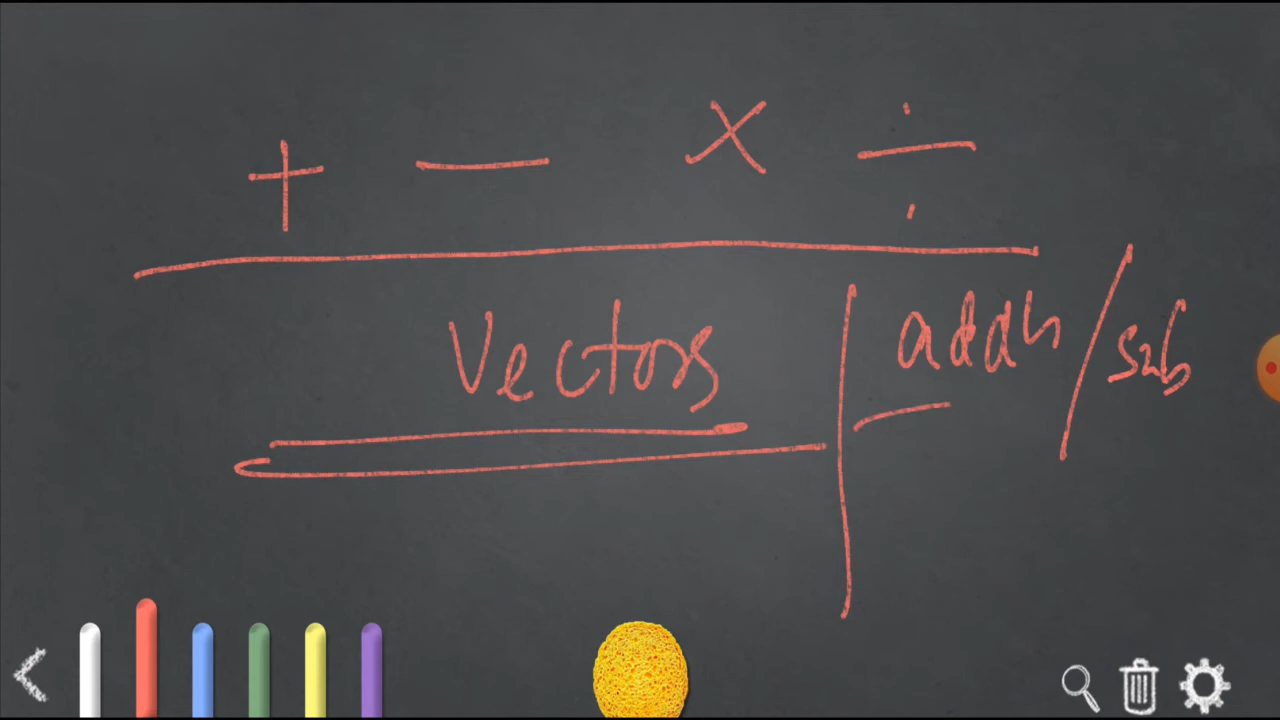 + − × ÷
Vectors addn / sub